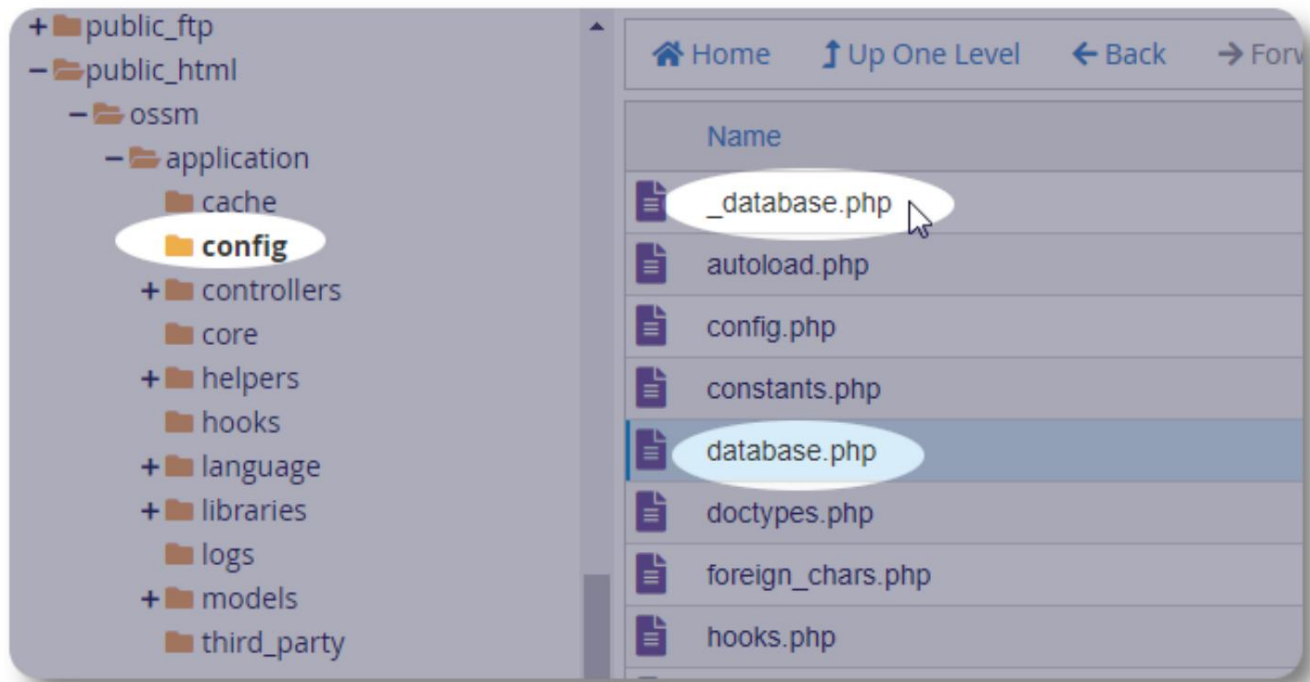 public_ftp
public_html
ossm
application
cache
config
controllers
core
helpers
hooks
language
libraries
logs
models
third_party
Home Up One Level Back
Name
_database.php
autoload.php
config.php
constants.php
database.php
doctypes.php
foreign_chars.php
hooks.php